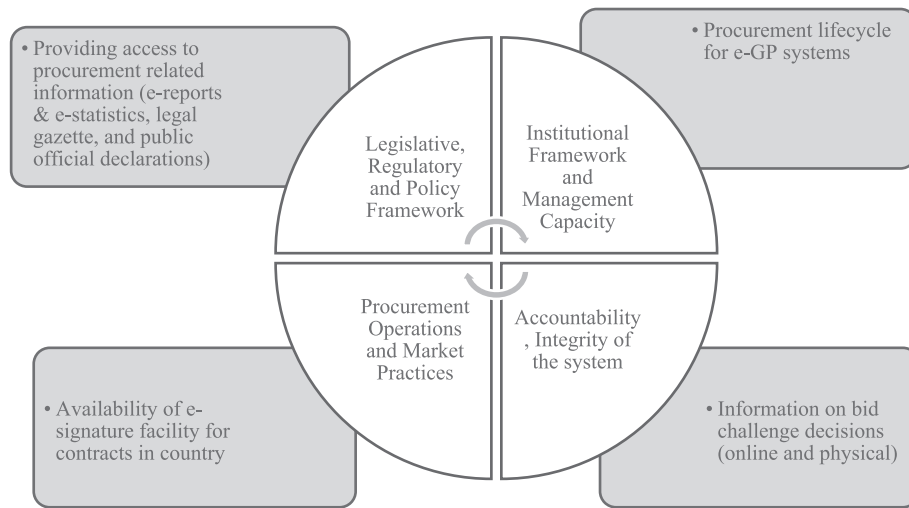 • Providing access to
procurement related
information (e-reports
& e-statistics, legal
gazette, and public
official declarations)
• Procurement lifecycle
for e-GP systems
Legislative,
Regulatory
and Policy
Framework
Institutional
Framework
and
Management
Capacity
Procurement
Operations
and Market
Practices
Accountability
, Integrity of
the system
• Availability of e-
signature facility for
contracts in country
• Information on bid
challenge decisions
(online and physical)